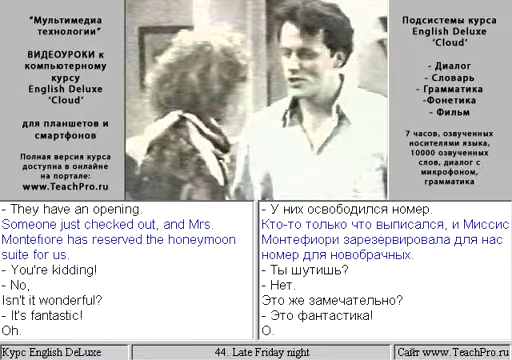 "Мультимедиа
технологии"
ВИДЕОУРОКИ к
компьютерному
курсу
English Deluxe
'Cloud'
для планшетов и
смартфонов
Полная версия курса
доступна в онлайне
на портале:
www.TeachPro.ru
Подсистемы курса
English Deluxe
'Cloud'
- Диалог
- Словарь
- Грамматика
-Фонетика
- Фильм
7 часов, озвученных
носителями языка,
10000 озвученных
слов, диалог с
микрофоном,
грамматика
- They have an opening.
Someone just checked out, and Mrs.
Montefiore has reserved the honeymoon
suite for us.
- You're kidding!
- No,
Isn't it wonderful?
- It's fantastic!
Oh.
- У них освободился номер.
Кто-то только что выписался, и Миссис
Монтефиори зарезервировала для нас
номер для новобрачных.
- Ты шутишь?
- Нет.
Это же замечательно?
- Это фантастика!
О.
Курс English DeLuxe
44. Late Friday night
Сайт www.TeachPro.ru